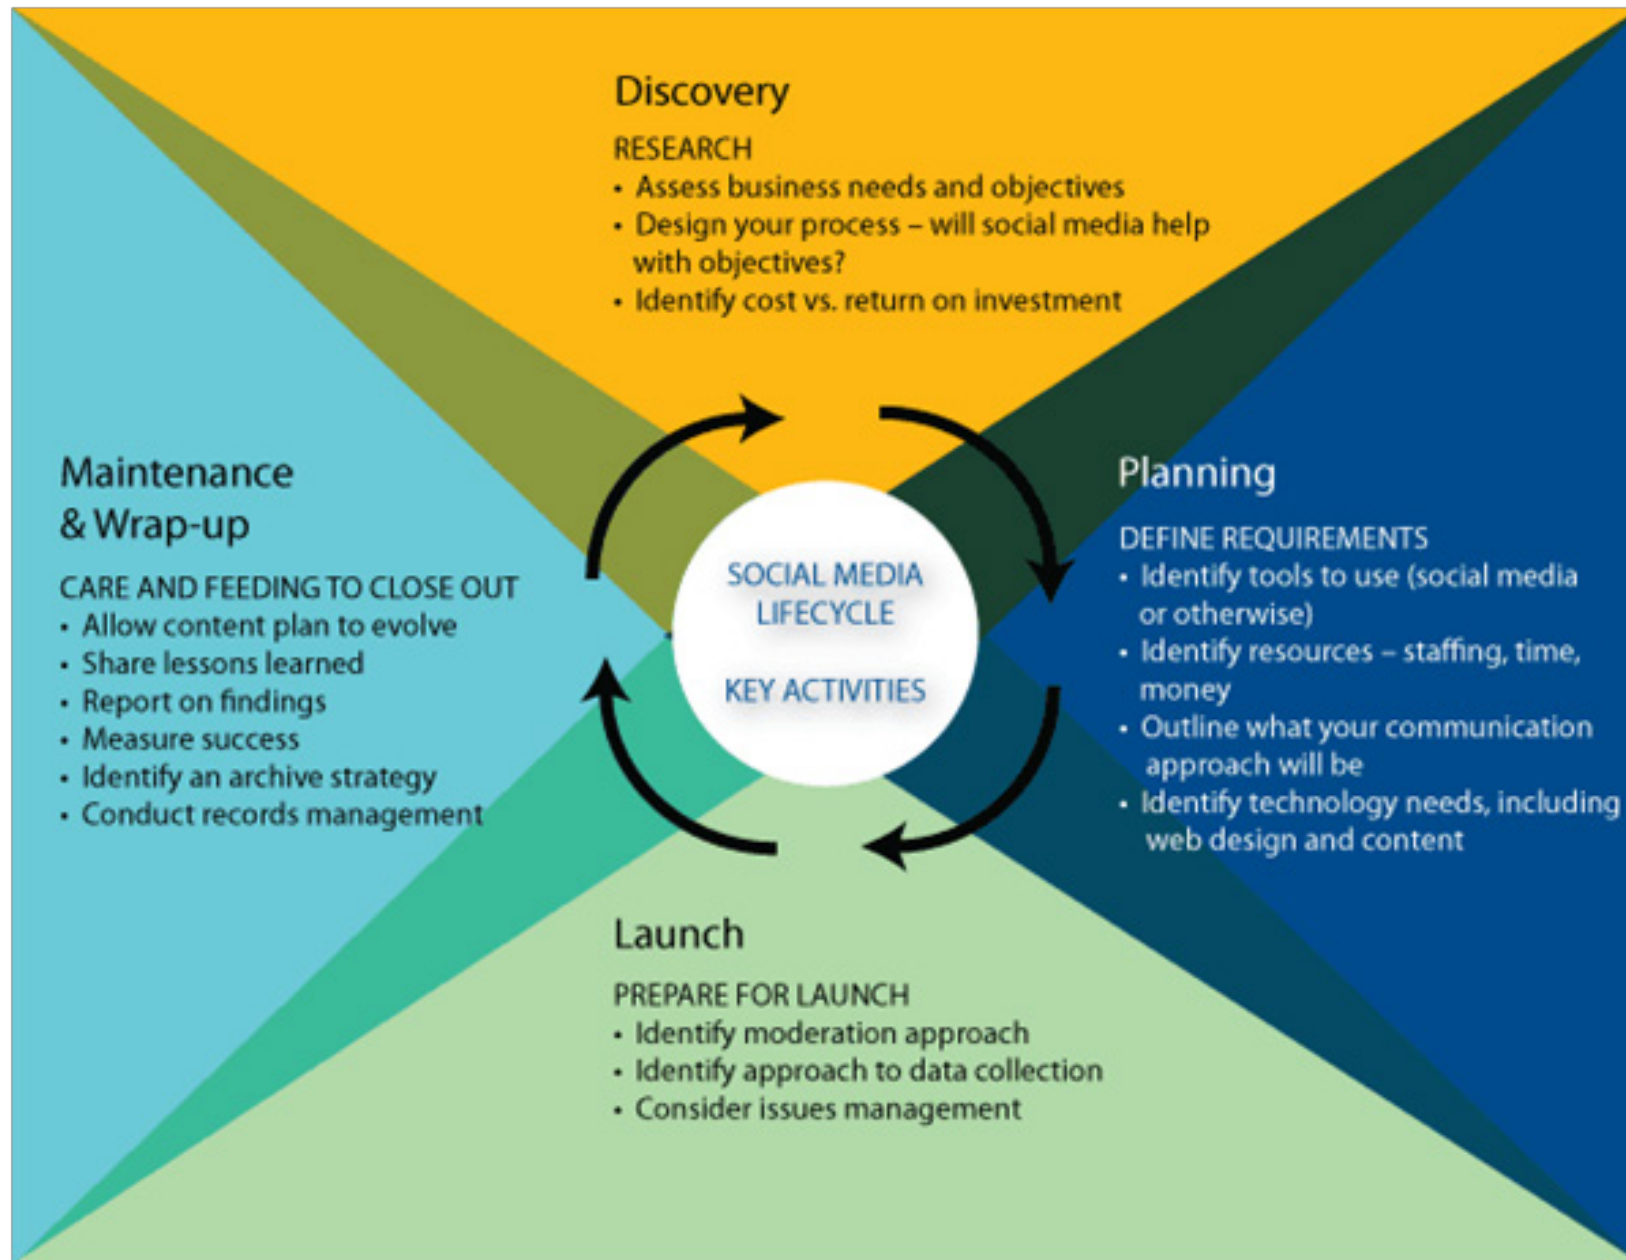 Discovery
RESEARCH
• Assess business needs and objectives
• Design your process – will social media help
with objectives?
• Identify cost vs. return on investment
Maintenance
& Wrap-up
CARE AND FEEDING TO CLOSE OUT
• Allow content plan to evolve
• Share lessons learned
• Report on findings
• Measure success
• Identify an archive strategy
• Conduct records management
SOCIAL MEDIA
LIFECYCLE
KEY ACTIVITIES
Planning
DEFINE REQUIREMENTS
• Identify tools to use (social media
or otherwise)
• Identify resources – staffing, time,
money
• Outline what your communication
approach will be
• Identify technology needs, including
web design and content
Launch
PREPARE FOR LAUNCH
• Identify moderation approach
• Identify approach to data collection
• Consider issues management